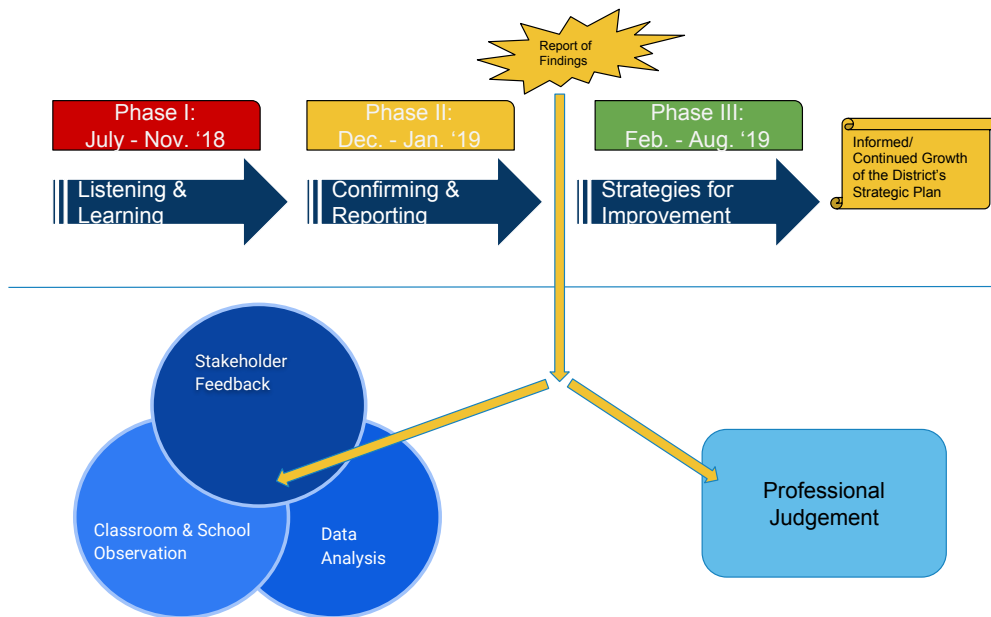 Report of
Findings
Phase I:
July - Nov. ‘18
Phase II:
Dec. - Jan. ‘19
Phase III:
Feb. - Aug. ‘19
Listening &
Learning
Confirming &
Reporting
Strategies for
Improvement
Informed/
Continued Growth
of the District’s
Strategic Plan
Stakeholder
Feedback
Classroom & School
Observation
Data
Analysis
Professional
Judgement